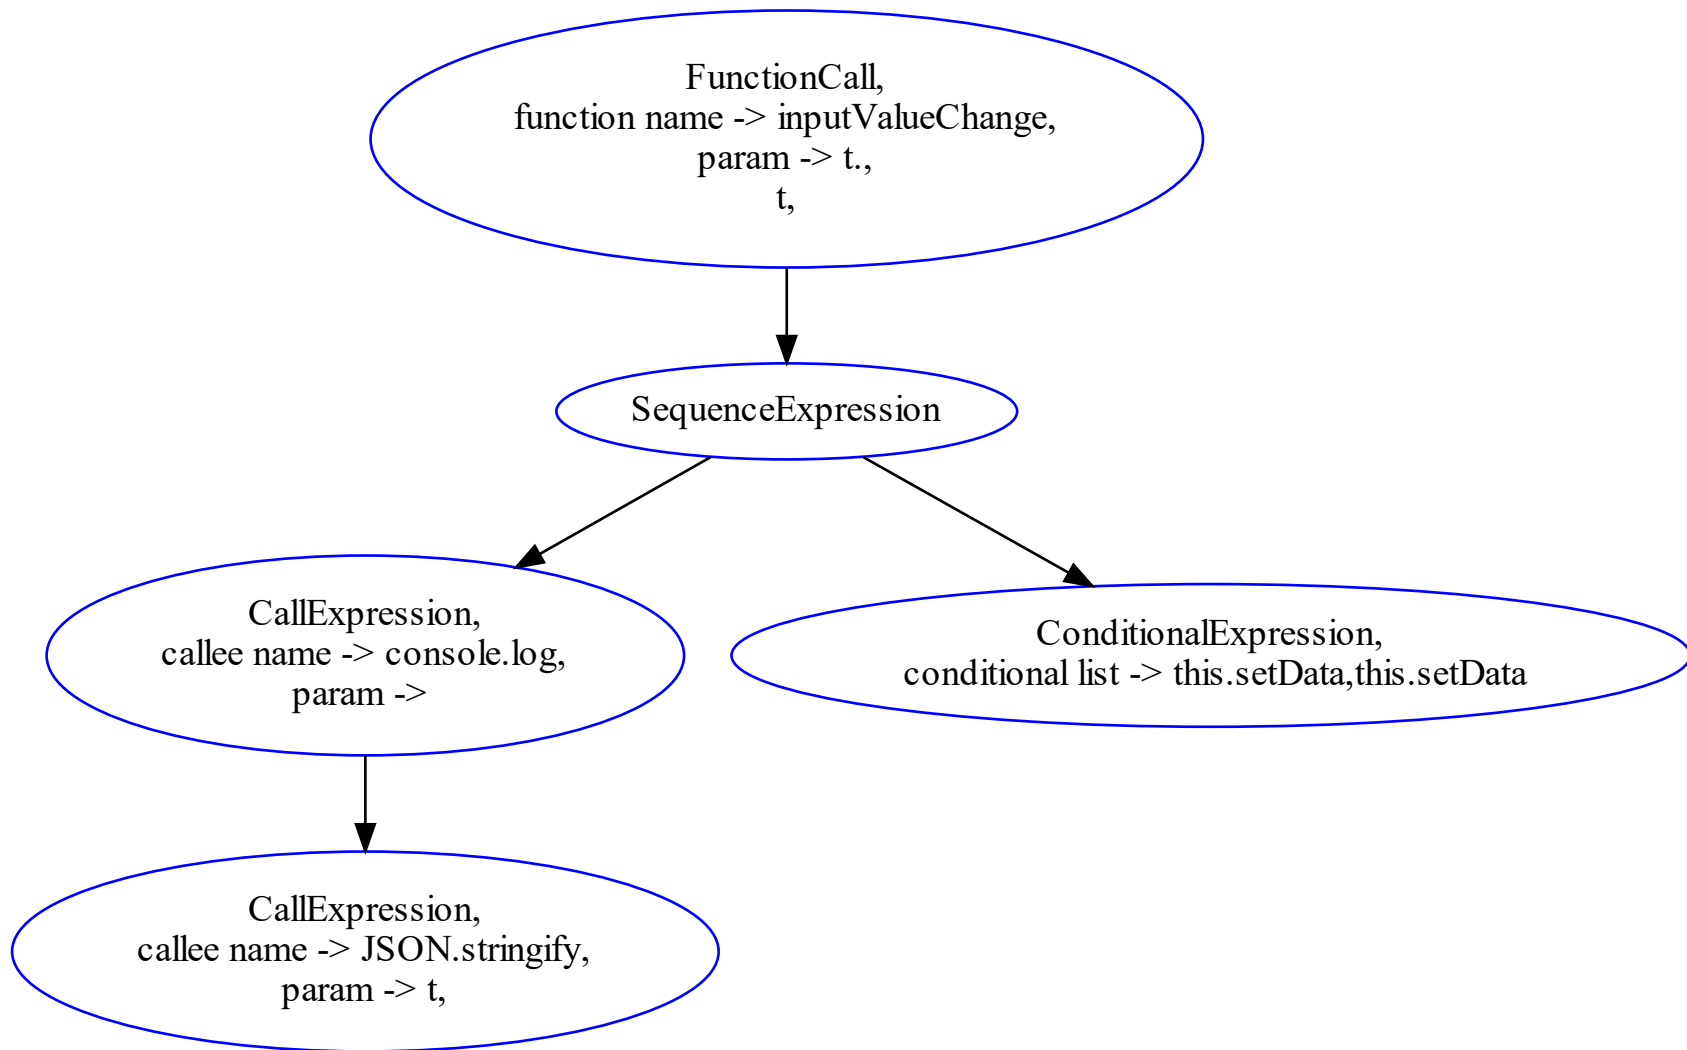 FunctionCall,
function name -> inputValueChange,
param -> t.,
t,
SequenceExpression
CallExpression,
callee name -> console.log,
param ->
ConditionalExpression,
conditional list -> this.setData,this.setData
CallExpression,
callee name -> JSON.stringify,
param -> t,